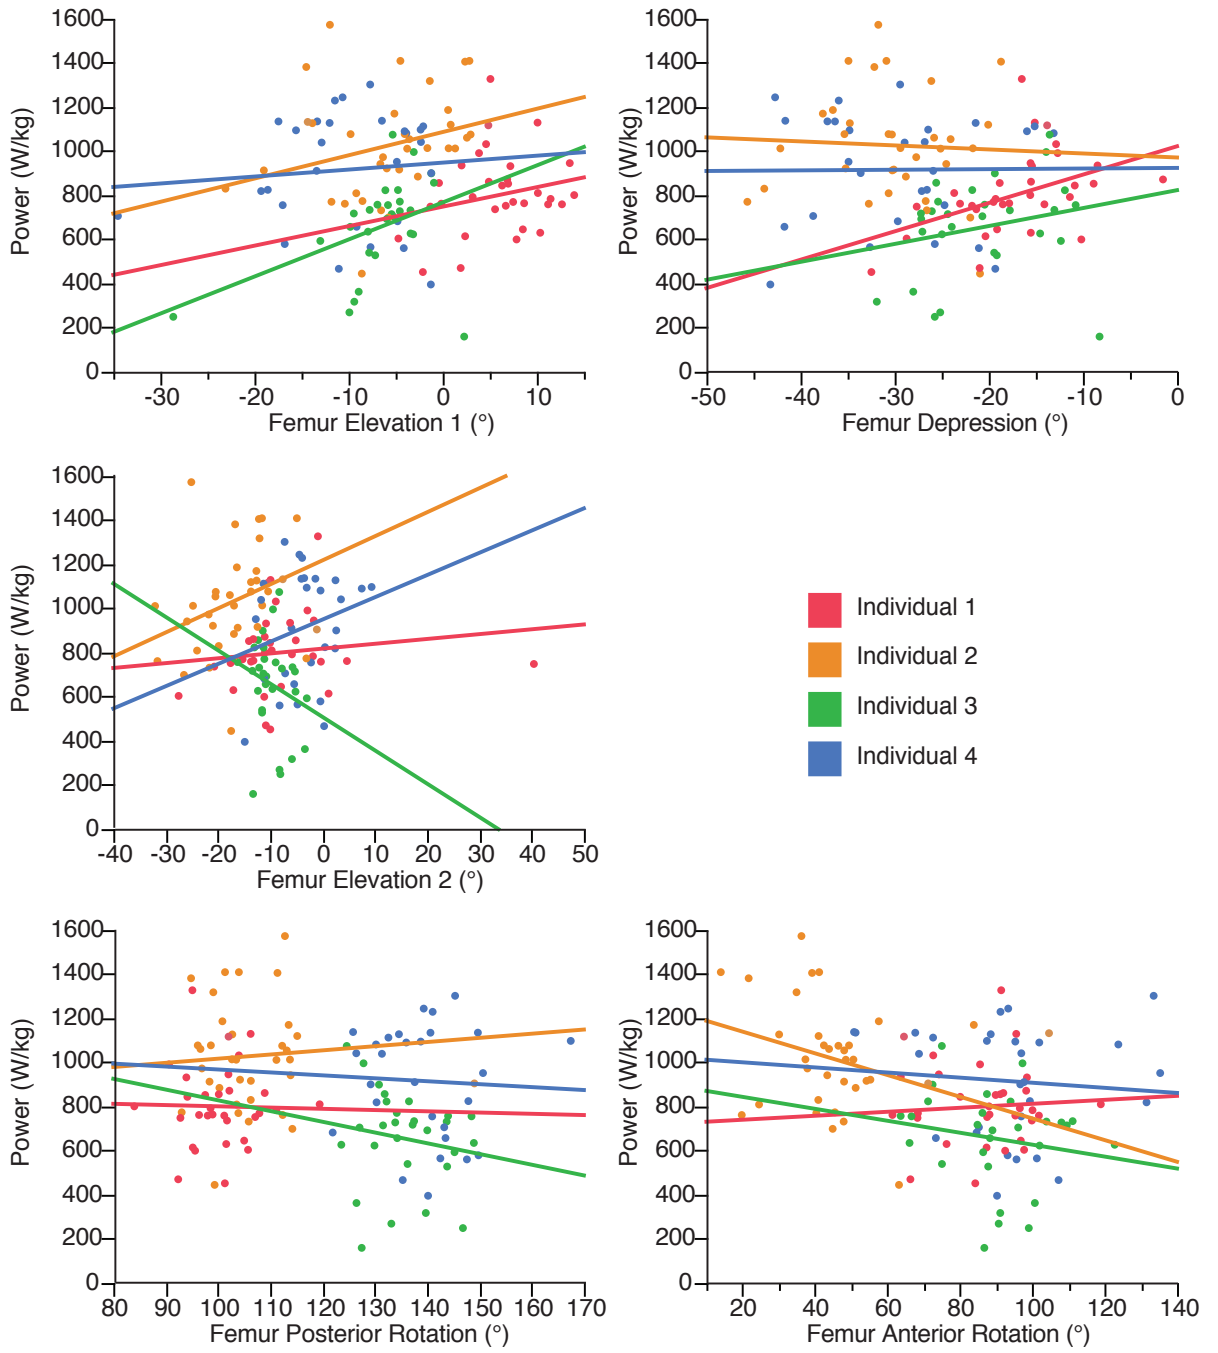 1600
1400
1200
1000
800
600
400
200
0
Power (W/kg)
-30 -20 -10 0 10
Femur Elevation 1 (°)
1600
1400
1200
1000
800
600
400
200
0
Power (W/kg)
-50 -40 -30 -20 -10 0
Femur Depression (°)
1600
1400
1200
1000
800
600
400
200
0
Power (W/kg)
-40 -30 -20 -10 0 10 20 30 40 50
Femur Elevation 2 (°)
Individual 1
Individual 2
Individual 3
Individual 4
1600
1400
1200
1000
800
600
400
200
0
Power (W/kg)
80 90 100 110 120 130 140 150 160 170
Femur Posterior Rotation (°)
1600
1400
1200
1000
800
600
400
200
0
Power (W/kg)
20 40 60 80 100 120 140
Femur Anterior Rotation (°)